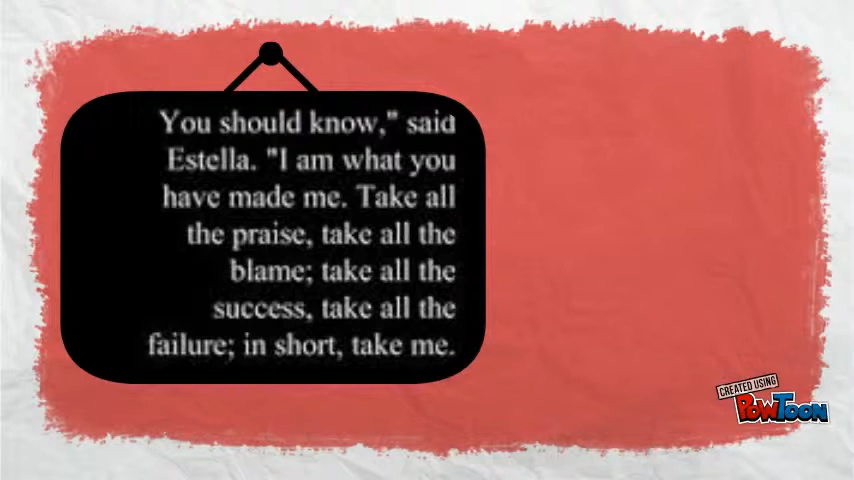 You should know," said
Estella. "I am what you
have made me. Take all
the praise, take all the
blame; take all the
success, take all the
failure; in short, take me.
CREATED USING
POWTOON